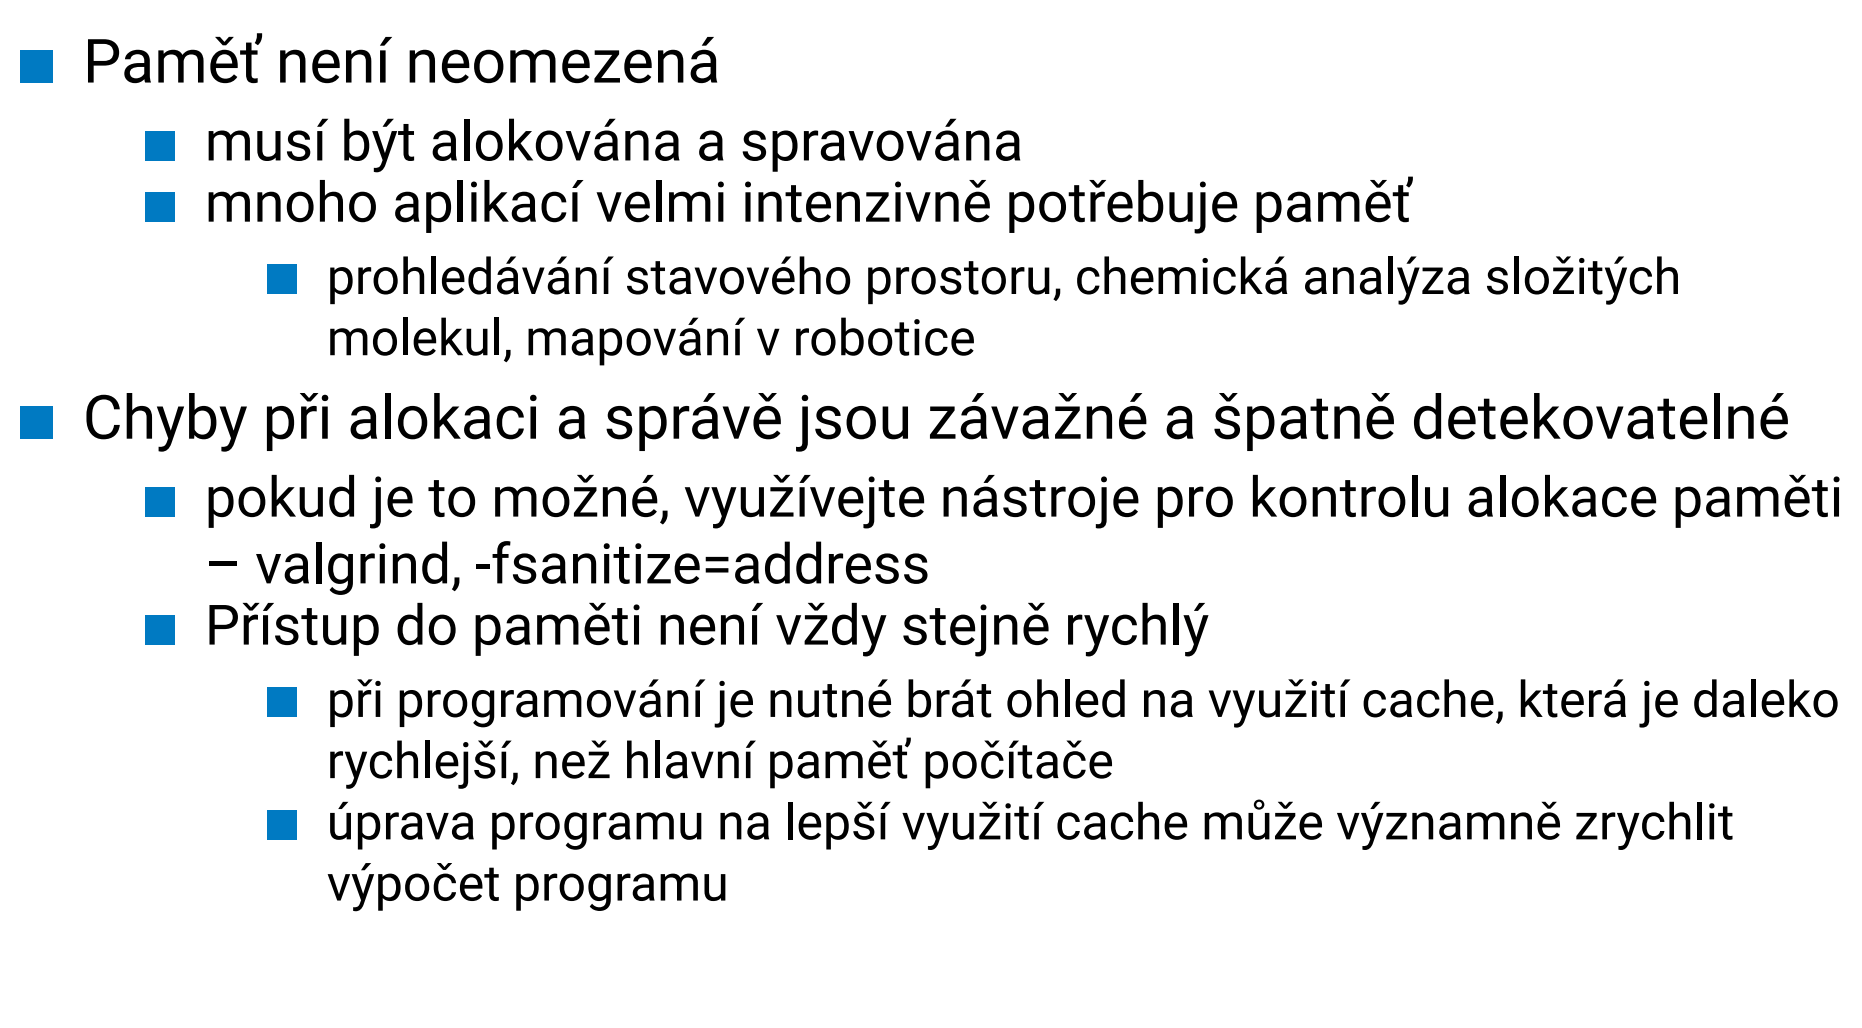 Paměť není neomezená
musí být alokována a spravována
mnoho aplikací velmi intenzivně potřebuje paměť
prohledávání stavového prostoru, chemická analýza složitých
molekul, mapování v robotice
Chyby při alokaci a správě jsou závažné a špatně detekovatelné
pokud je to možné, využívejte nástroje pro kontrolu alokace paměti
– valgrind, -fsanitize=address
Přístup do paměti není vždy stejně rychlý
při programování je nutné brát ohled na využití cache, která je daleko
rychlejší, než hlavní paměť počítače
úprava programu na lepší využití cache může významně zrychlit
výpočet programu